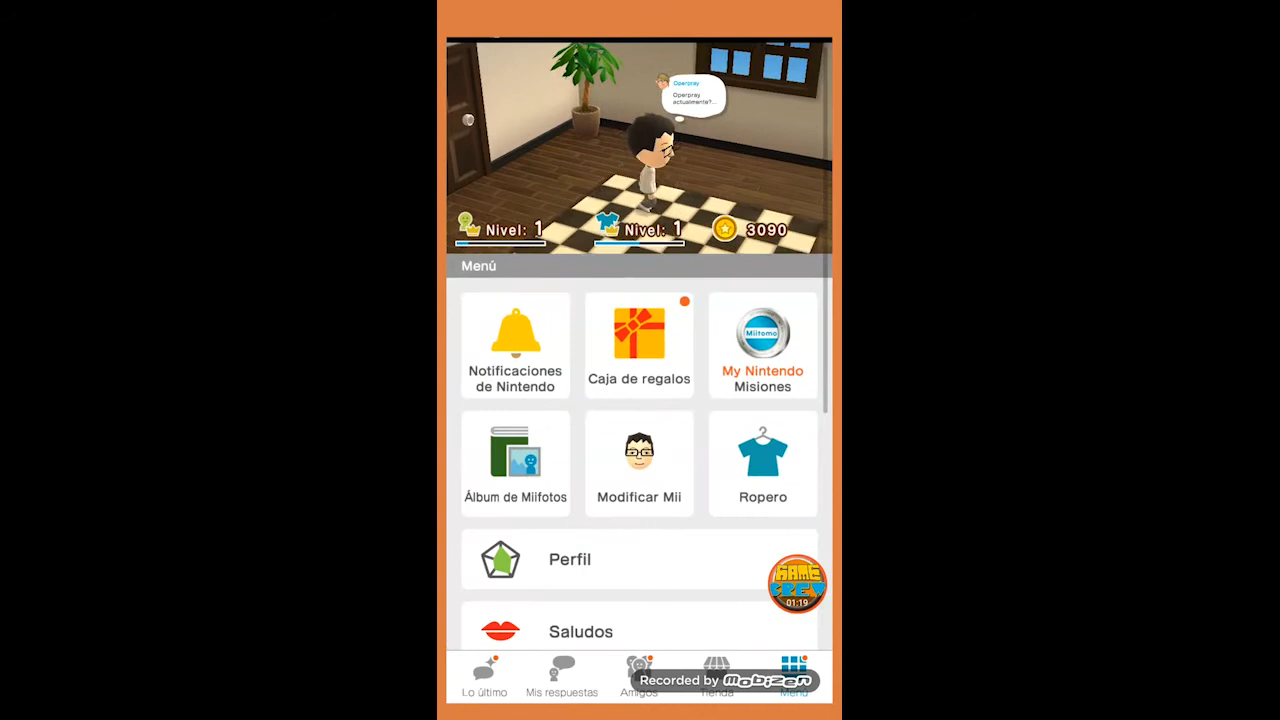 Operpray
Operpray
actualmente?...
Nivel: 1
Nivel: 1
3090
Menú
Notificaciones
de Nintendo
Caja de regalos
Miitomo
My Nintendo
Misiones
Álbum de Miifotos
Modificar Mii
Ropero
Perfil
GAME
CREW
01:19
Saludos
Recorded by mobizen
Lo último
Mis respuestas
Amigos
Tienda
Menú